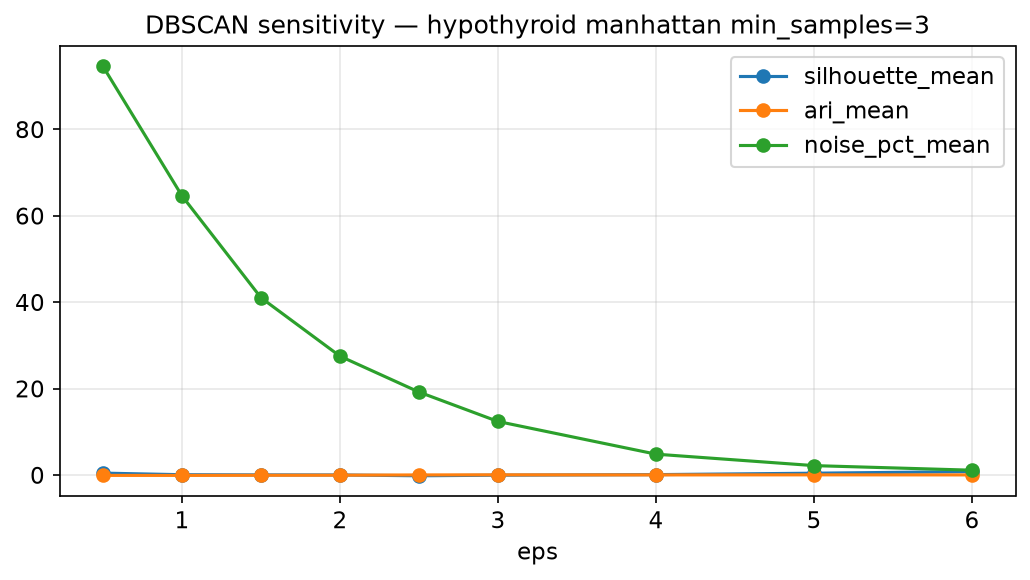 DBSCAN sensitivity — hypothyroid manhattan min_samples=3
silhouette_mean
ari_mean
noise_pct_mean
80
60
40
20
0
1 2 3 4 5 6
eps